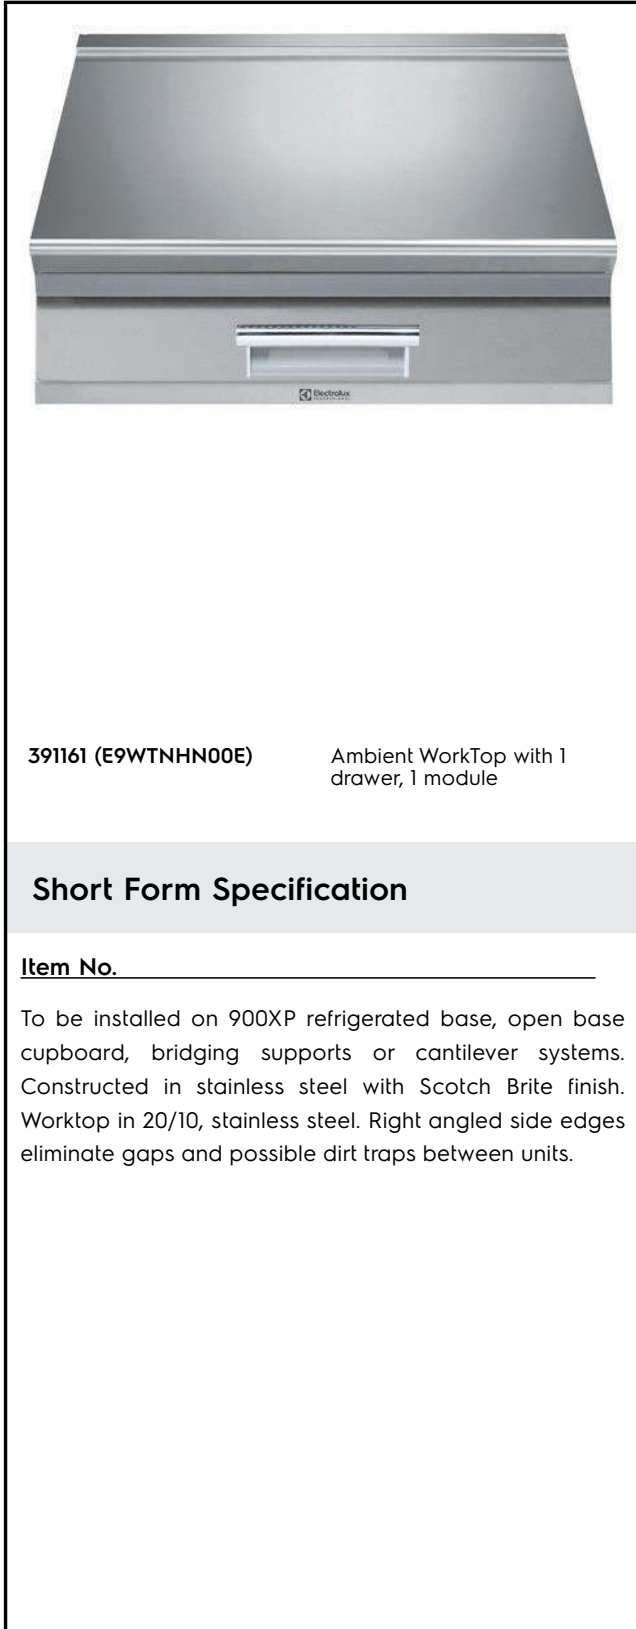 Electrolux
PROFESSIONAL
391161 (E9WTNHN00E)
Ambient WorkTop with 1
drawer, 1 module
Short Form Specification
Item No.
To be installed on 900XP refrigerated base, open base
cupboard, bridging supports or cantilever systems.
Constructed in stainless steel with Scotch Brite finish.
Worktop in 20/10, stainless steel. Right angled side edges
eliminate gaps and possible dirt traps between units.